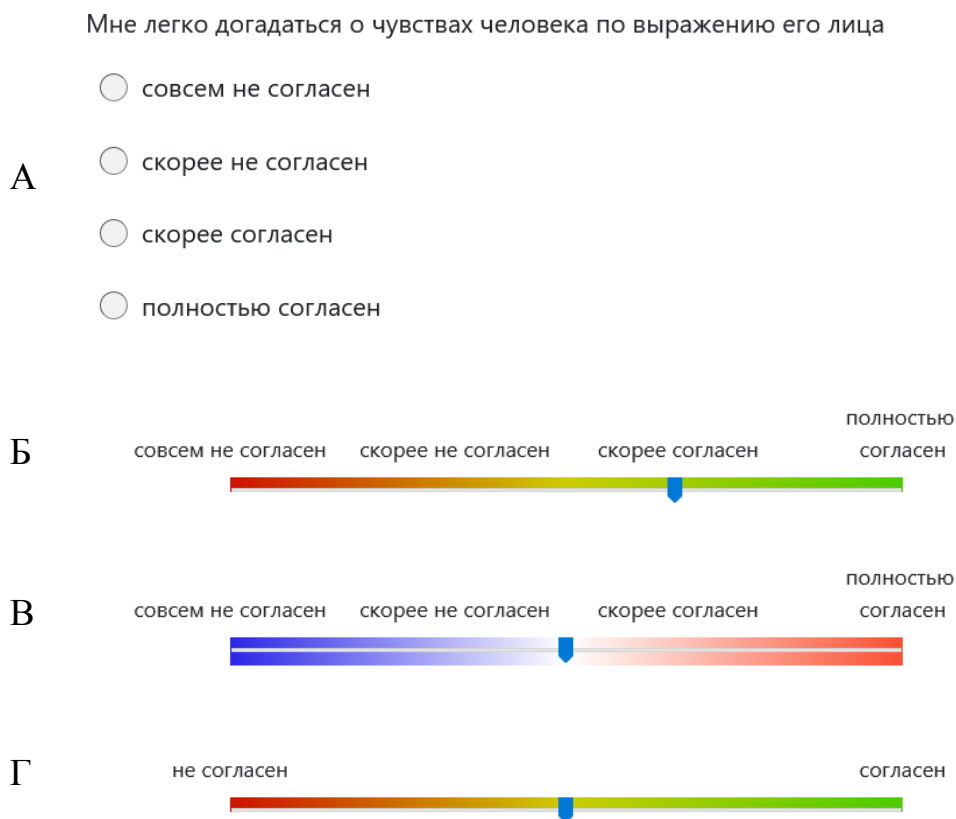 Мне легко догадаться о чувствах человека по выражению его лица
совсем не согласен
скорее не согласен
А
скорее согласен
полностью согласен
полностью
Б совсем не согласен скорее не согласен скорее согласен согласен
полностью
В совсем не согласен скорее не согласен скорее согласен согласен
Г не согласен согласен